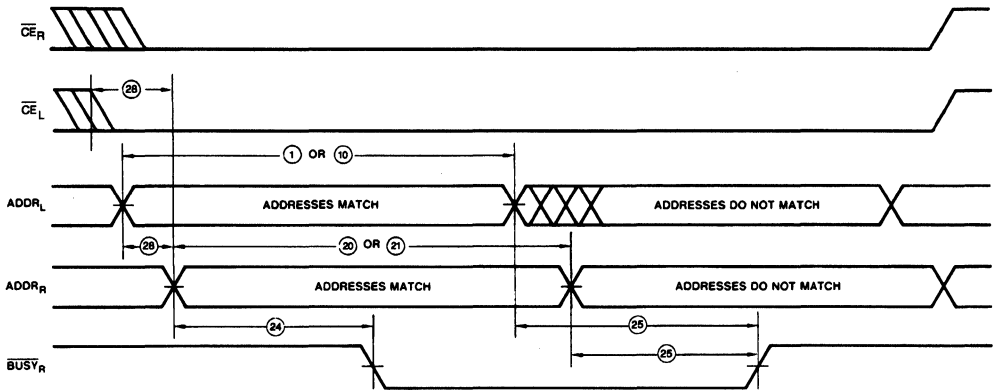 CE_R
CE_L
28
1 OR 10
ADDR_L
ADDRESSES MATCH
ADDRESSES DO NOT MATCH
28
20 OR 21
ADDR_R
ADDRESSES MATCH
ADDRESSES DO NOT MATCH
24
25
25
BUSY_R